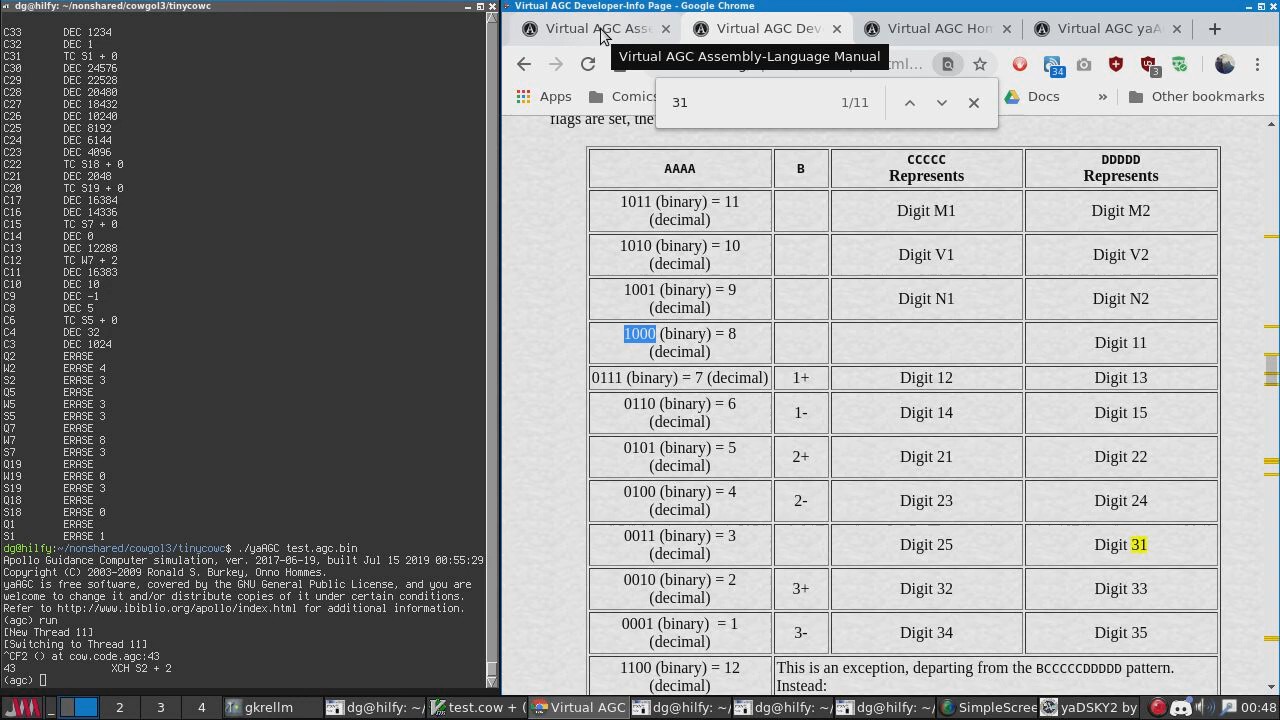 dg@hilfy: ~/nonshared/cowgol3/tinycowc
C33 DEC 1234
C32 DEC 1
C31 TC S1 + 0
C30 DEC 24576
C29 DEC 22528
C28 DEC 20480
C27 DEC 18432
C26 DEC 10240
C25 DEC 8192
C24 DEC 6144
C23 DEC 4096
C22 TC S18 + 0
C21 DEC 2048
C20 TC S19 + 0
C17 DEC 16384
C16 DEC 14336
C15 TC S7 + 0
C14 DEC 0
C13 DEC 12288
C12 TC W7 + 2
C11 DEC 16383
C10 DEC 10
C9 DEC -1
C8 DEC 5
C6 TC S5 + 0
C4 DEC 32
C3 DEC 1024
Q2 ERASE
W2 ERASE 4
S2 ERASE 3
Q5 ERASE
W5 ERASE 3
S5 ERASE 3
Q7 ERASE
W7 ERASE 8
S7 ERASE 3
Q19 ERASE
W19 ERASE 0
S19 ERASE 3
Q18 ERASE
S18 ERASE 0
Q1 ERASE
S1 ERASE 1
dg@hilfy:~/nonshared/cowgol3/tinycowc$ ./yaAGC test.agc.bin
Apollo Guidance Computer simulation, ver. 2017-06-19, built Jul 15 2019 00:55:29
Copyright (C) 2003-2009 Ronald S. Burkey, Onno Hommes.
yaAGC is free software, covered by the GNU General Public License, and you are
welcome to change it and/or distribute copies of it under certain conditions.
Refer to http://www.ibiblio.org/apollo/index.html for additional information.
(agc) run
[New Thread 11]
[Switching to Thread 11]
^CF2 () at cow.code.agc:43
43 XCH S2 + 2
(agc)
Virtual AGC Developer-Info Page - Google Chrome
Virtual AGC Asse
Virtual AGC Dev
Virtual AGC Hom
Virtual AGC yaA
Virtual AGC Assembly-Language Manual
ml...
34
3
Apps
Comics
Docs
»
Other bookmarks
31
1/11
flags are set, the
AAAA B CCCCC Represents DDDDD Represents
1011 (binary) = 11 (decimal) Digit M1 Digit M2
1010 (binary) = 10 (decimal) Digit V1 Digit V2
1001 (binary) = 9 (decimal) Digit N1 Digit N2
1000 (binary) = 8 (decimal) Digit 11
0111 (binary) = 7 (decimal) 1+ Digit 12 Digit 13
0110 (binary) = 6 (decimal) 1- Digit 14 Digit 15
0101 (binary) = 5 (decimal) 2+ Digit 21 Digit 22
0100 (binary) = 4 (decimal) 2- Digit 23 Digit 24
0011 (binary) = 3 (decimal) Digit 25 Digit 31
0010 (binary) = 2 (decimal) 3+ Digit 32 Digit 33
0001 (binary) = 1 (decimal) 3- Digit 34 Digit 35
1100 (binary) = 12 (decimal) This is an exception, departing from the BCCCCCDDDDD pattern. Instead:
2 3 4 gkrellm dg@hilfy: ~/ test.cow + ( Virtual AGC dg@hilfy: ~/ dg@hilfy: ~/ dg@hilfy: ~/ SimpleScree yaDSKY2 by 00:48